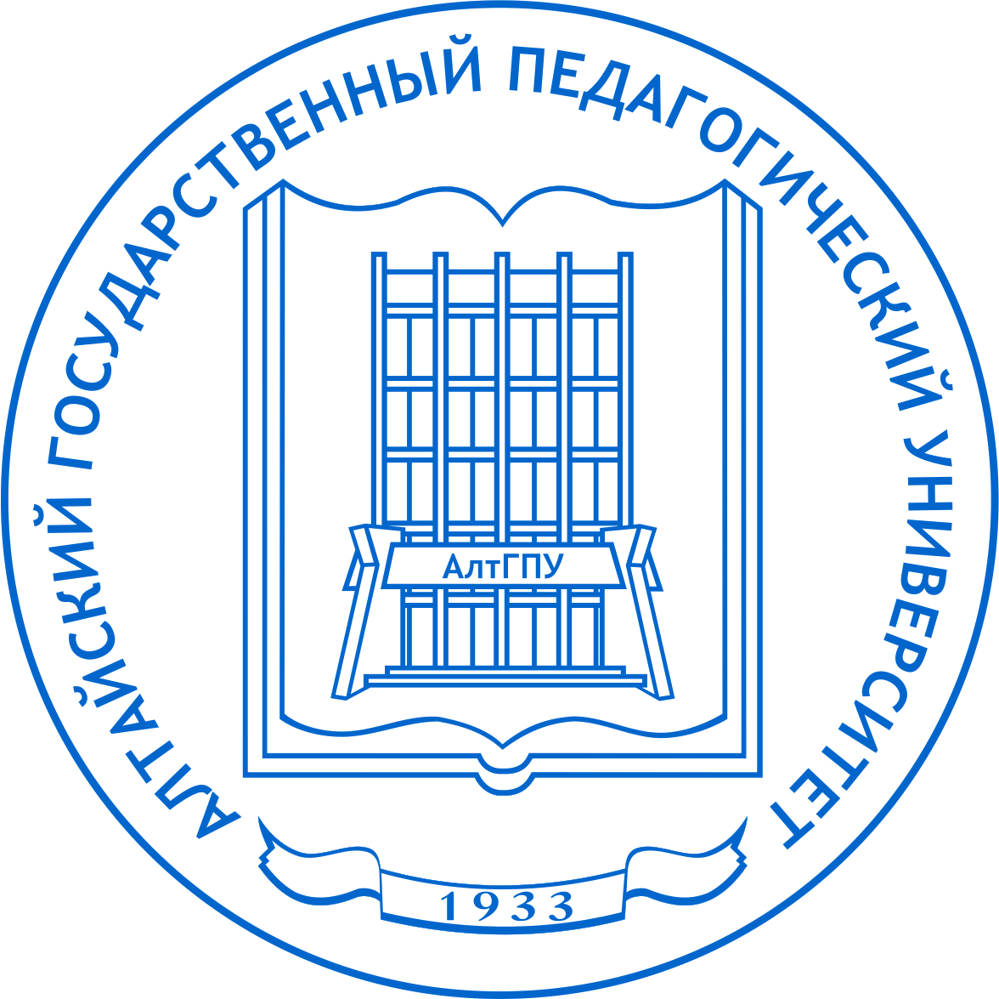 АЛТАЙСКИЙ ГОСУДАРСТВЕННЫЙ ПЕДАГОГИЧЕСКИЙ УНИВЕРСИТЕТ
АлтГПУ
1933